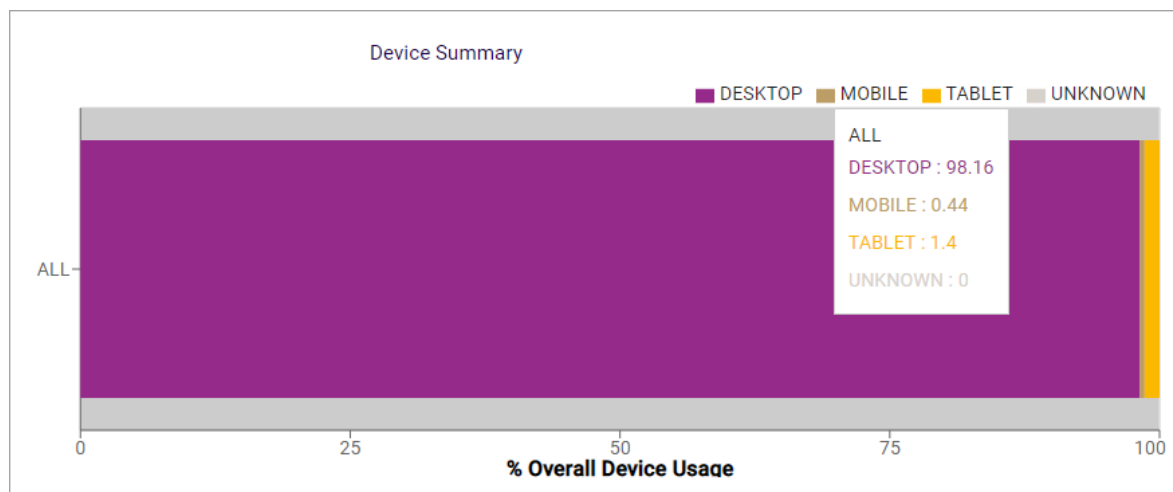 Device Summary
DESKTOP MOBILE TABLET UNKNOWN
ALL
DESKTOP : 98.16
MOBILE : 0.44
TABLET : 1.4
UNKNOWN : 0
ALL
0 25 50 75 100
% Overall Device Usage